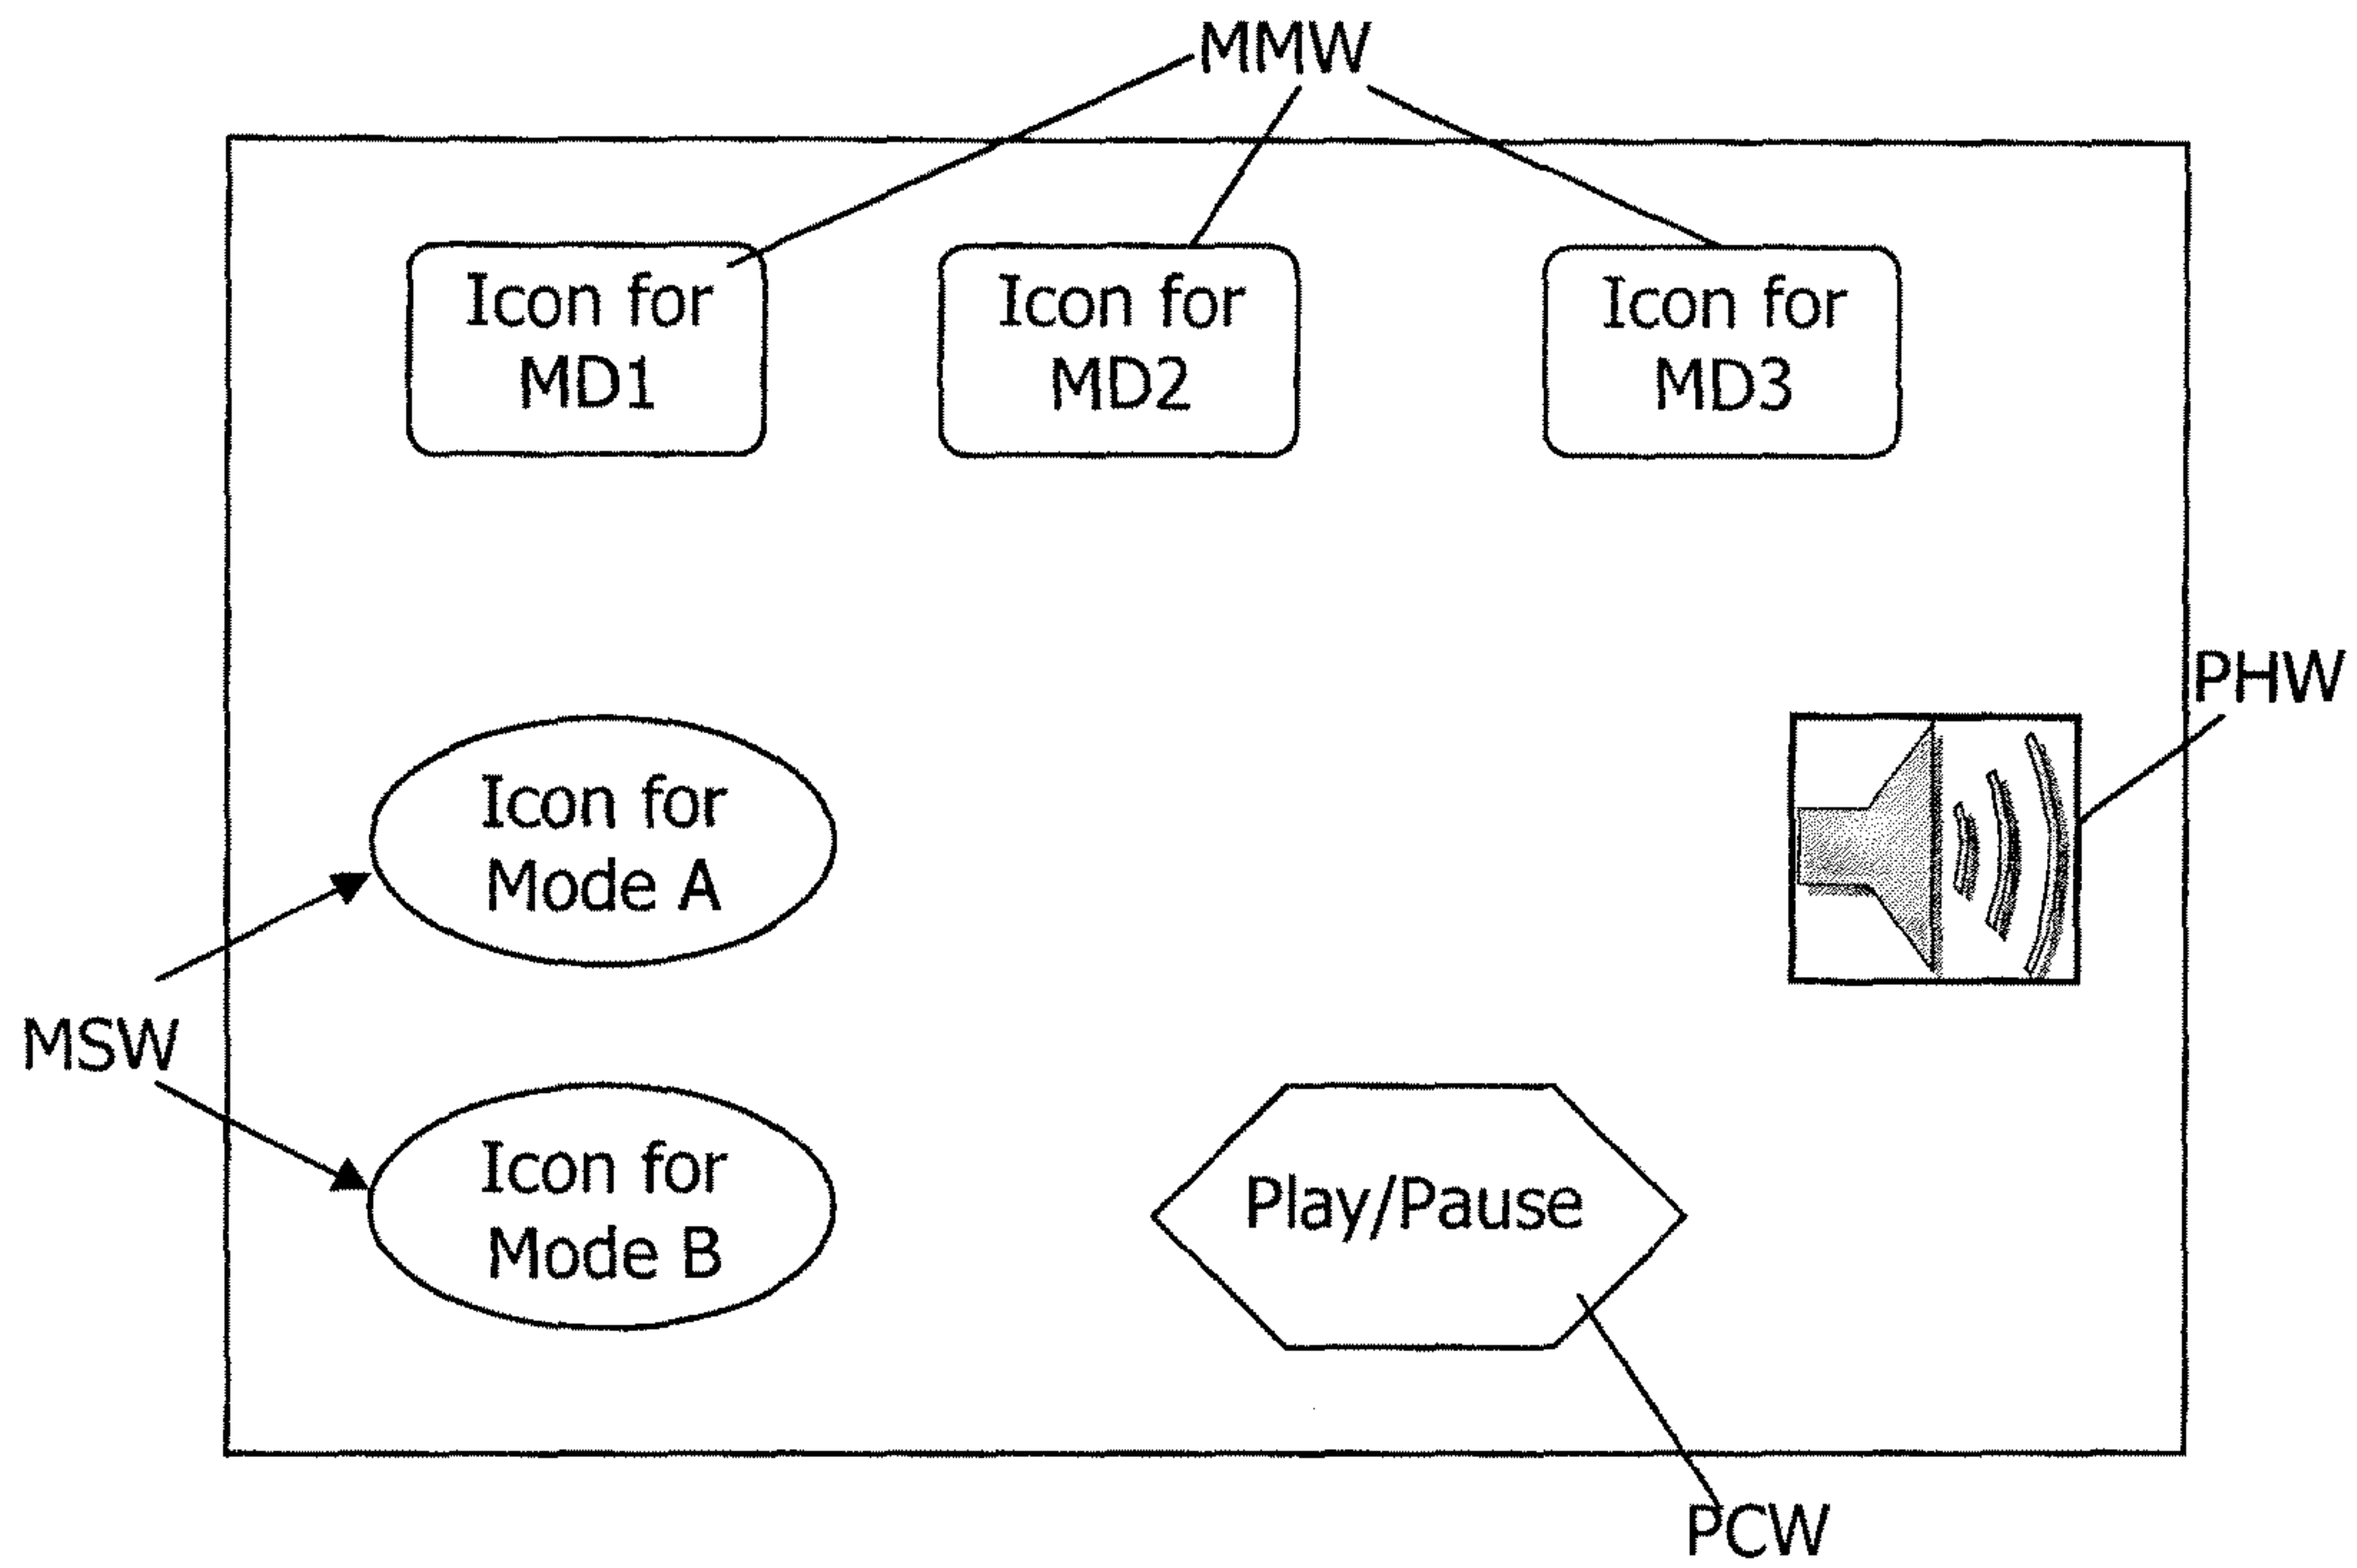 MMW
Icon for
MD1
Icon for
MD2
Icon for
MD3
PHW
Icon for
Mode A
MSW
Icon for
Mode B
Play/Pause
PCW